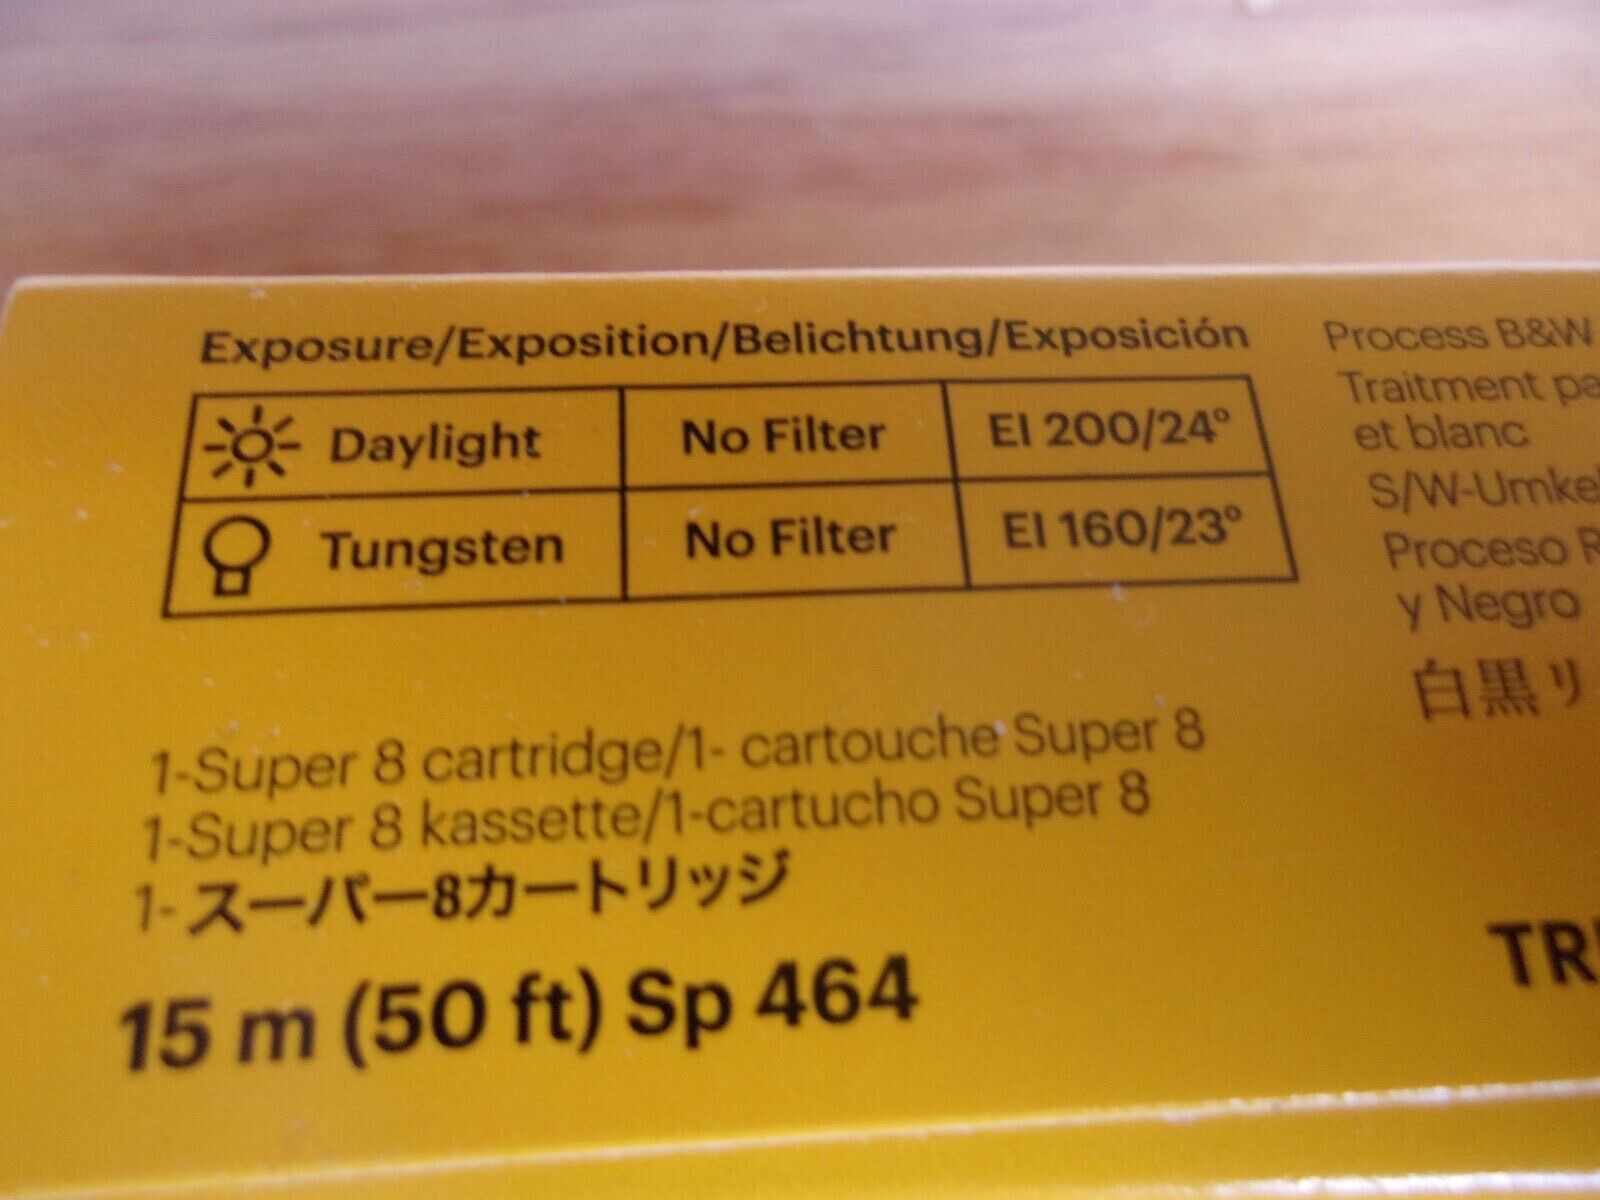 Exposure/Exposition/Belichtung/Exposición
Daylight No Filter EI 200/24°
Tungsten No Filter EI 160/23°
1-Super 8 cartridge/1- cartouche Super 8
1-Super 8 kassette/1-cartucho Super 8
1- スーパー8カートリッジ
15 m (50 ft) Sp 464
Process B&W
Traitment pa
et blanc
S/W-Umke
Proceso R
y Negro
白黒リ
TRI